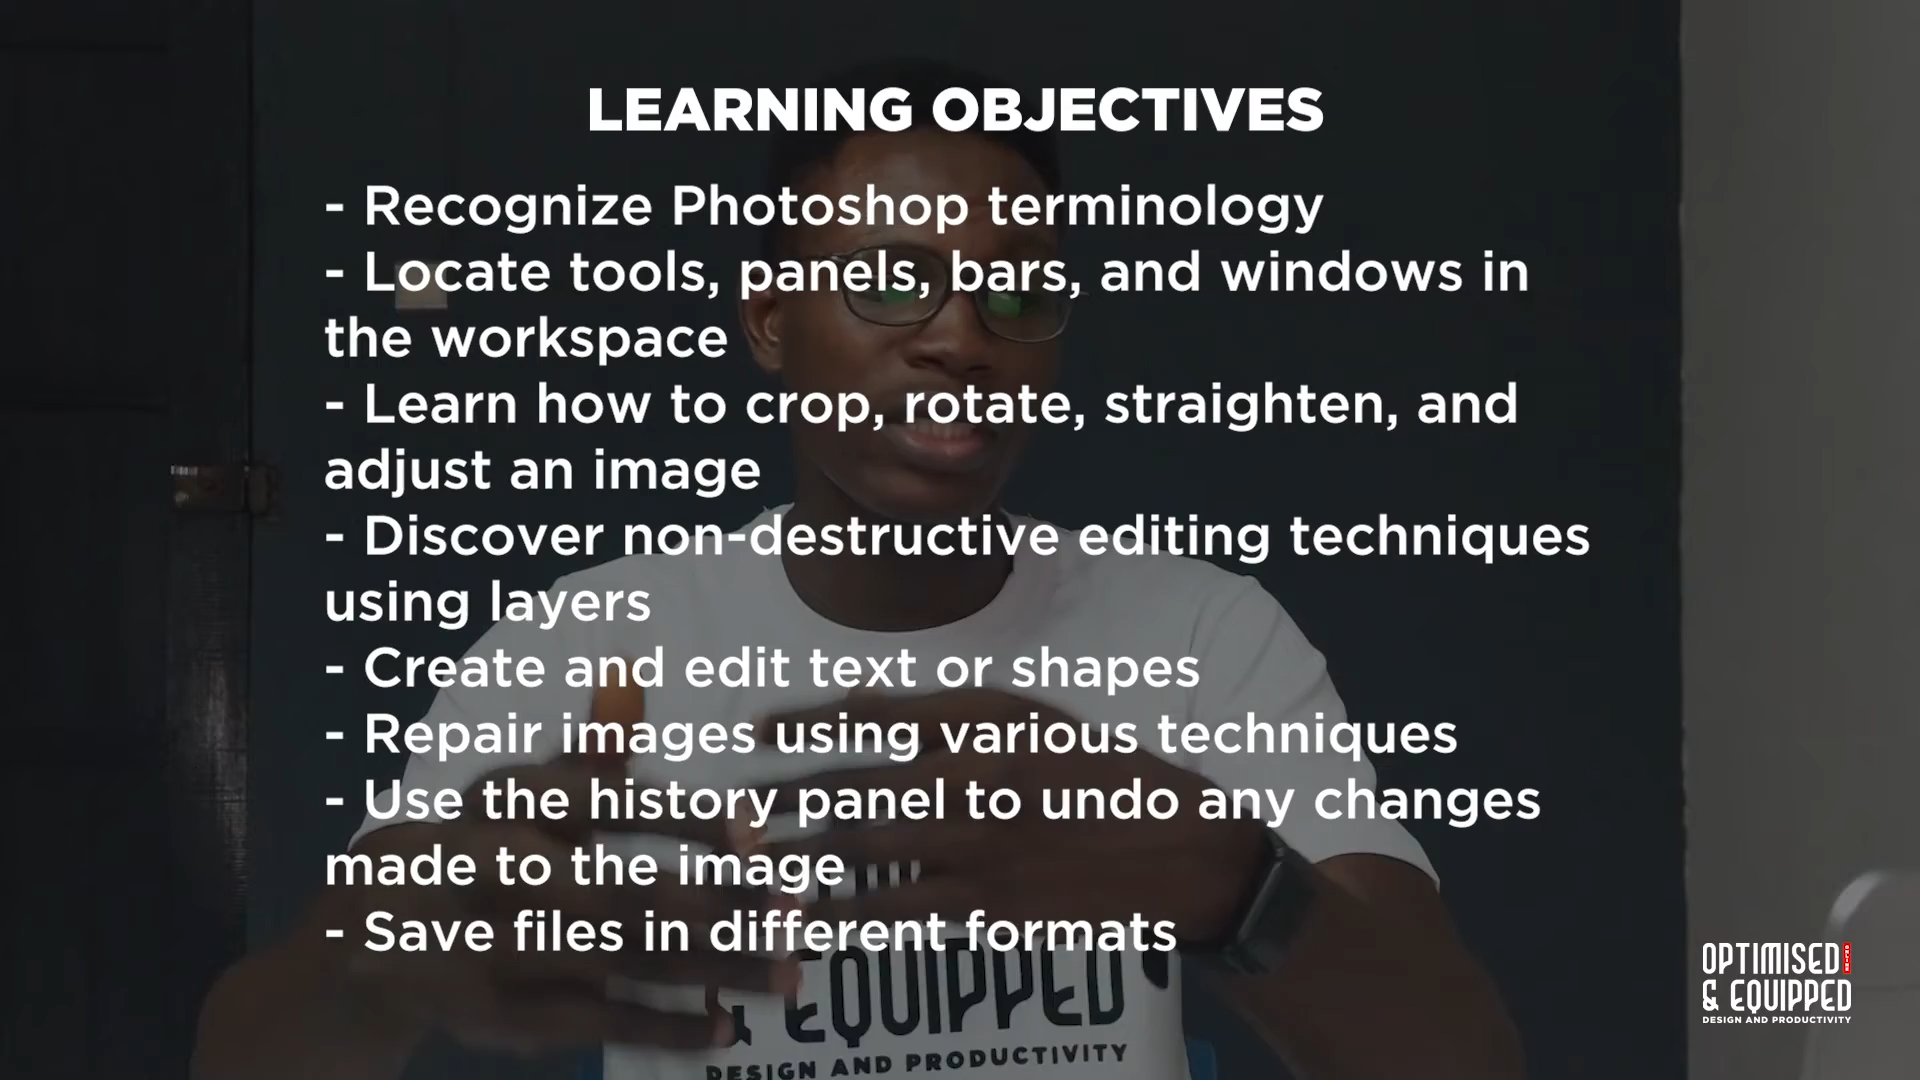 LEARNING OBJECTIVES
- Recognize Photoshop terminology
- Locate tools, panels, bars, and windows in
the workspace
- Learn how to crop, rotate, straighten, and
adjust an image
- Discover non-destructive editing techniques
using layers
- Create and edit text or shapes
- Repair images using various techniques
- Use the history panel to undo any changes
made to the image
- Save files in different formats
& EQUIPPED
DESIGN AND PRODUCTIVITY
OPTIMISED
& EQUIPPED
DESIGN AND PRODUCTIVITY